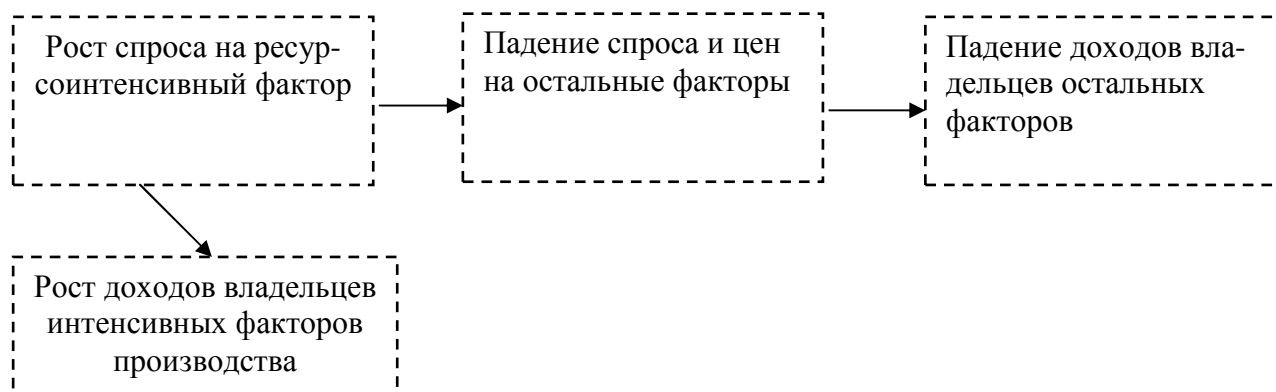 Рост спроса на ресур-
соинтенсивный фактор
Падение спроса и цен
на остальные факторы
Падение доходов вла-
дельцев остальных
факторов
Рост доходов владельцев
интенсивных факторов
производства